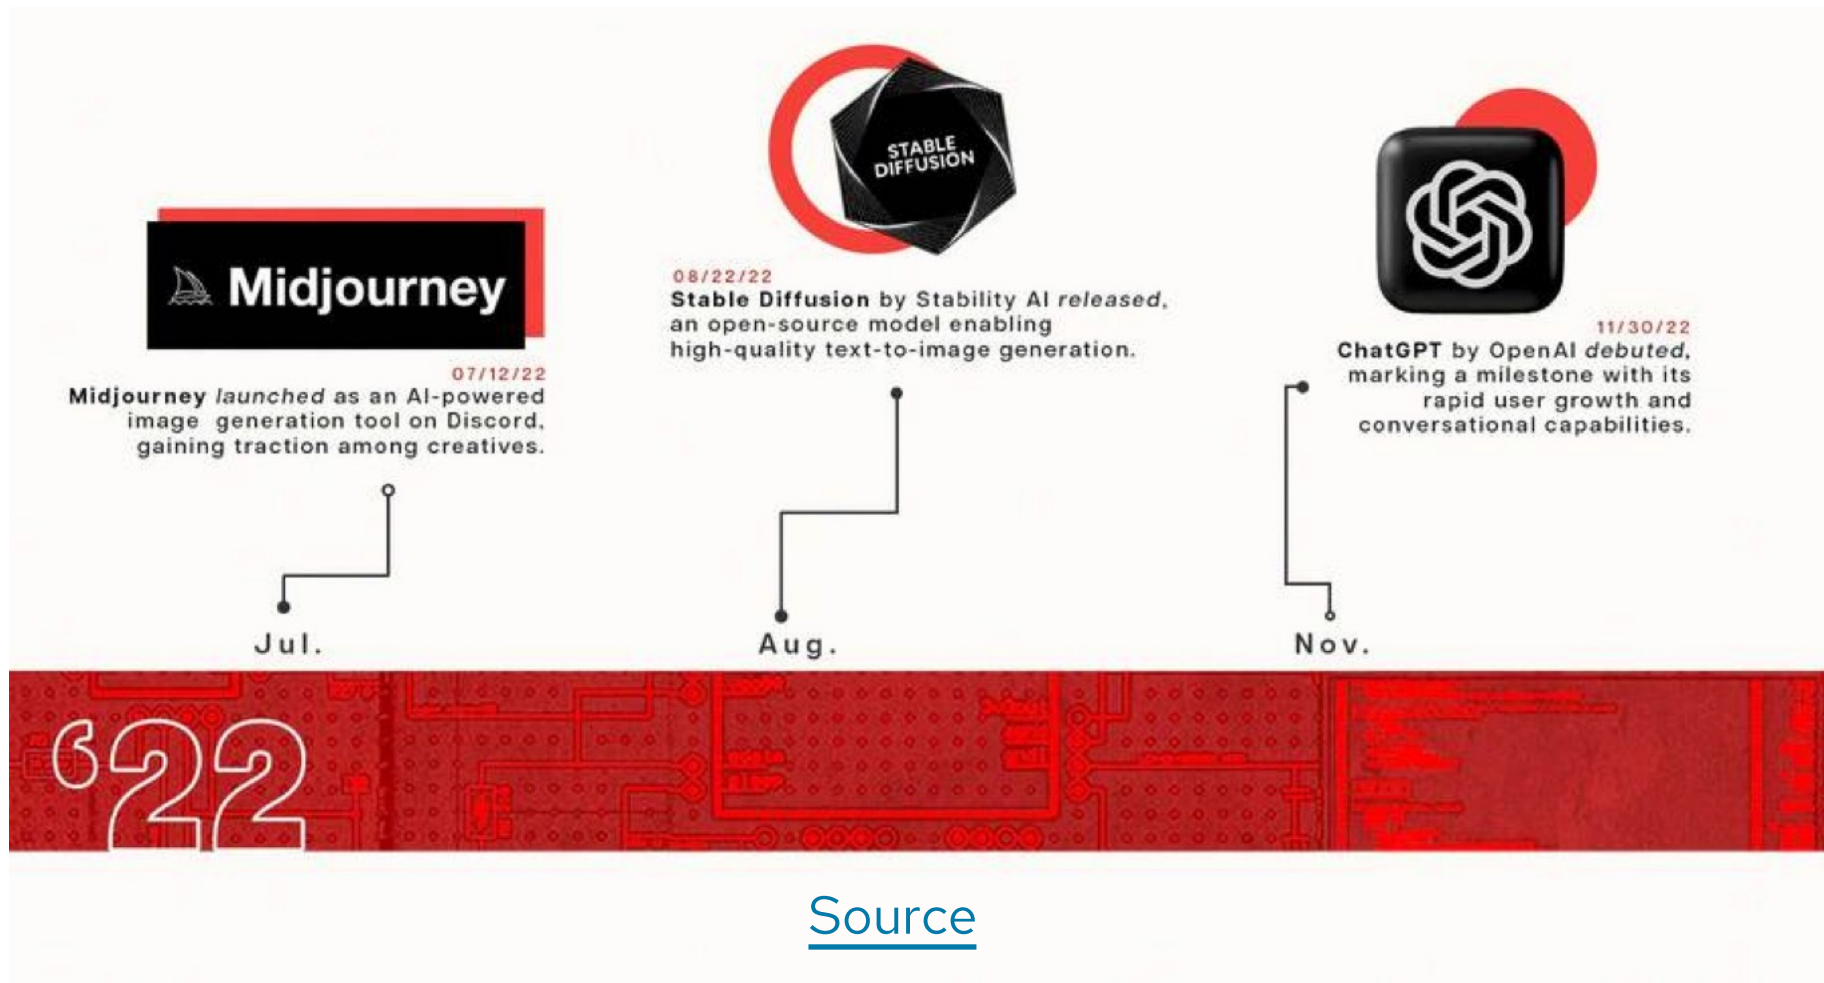 Midjourney
07/12/22
Midjourney launched as an AI-powered
image generation tool on Discord,
gaining traction among creatives.
STABLE
DIFFUSION
08/22/22
Stable Diffusion by Stability AI released,
an open-source model enabling
high-quality text-to-image generation.
11/30/22
ChatGPT by OpenAI debuted,
marking a milestone with its
rapid user growth and
conversational capabilities.
Jul.
Aug.
Nov.
‘22
Source